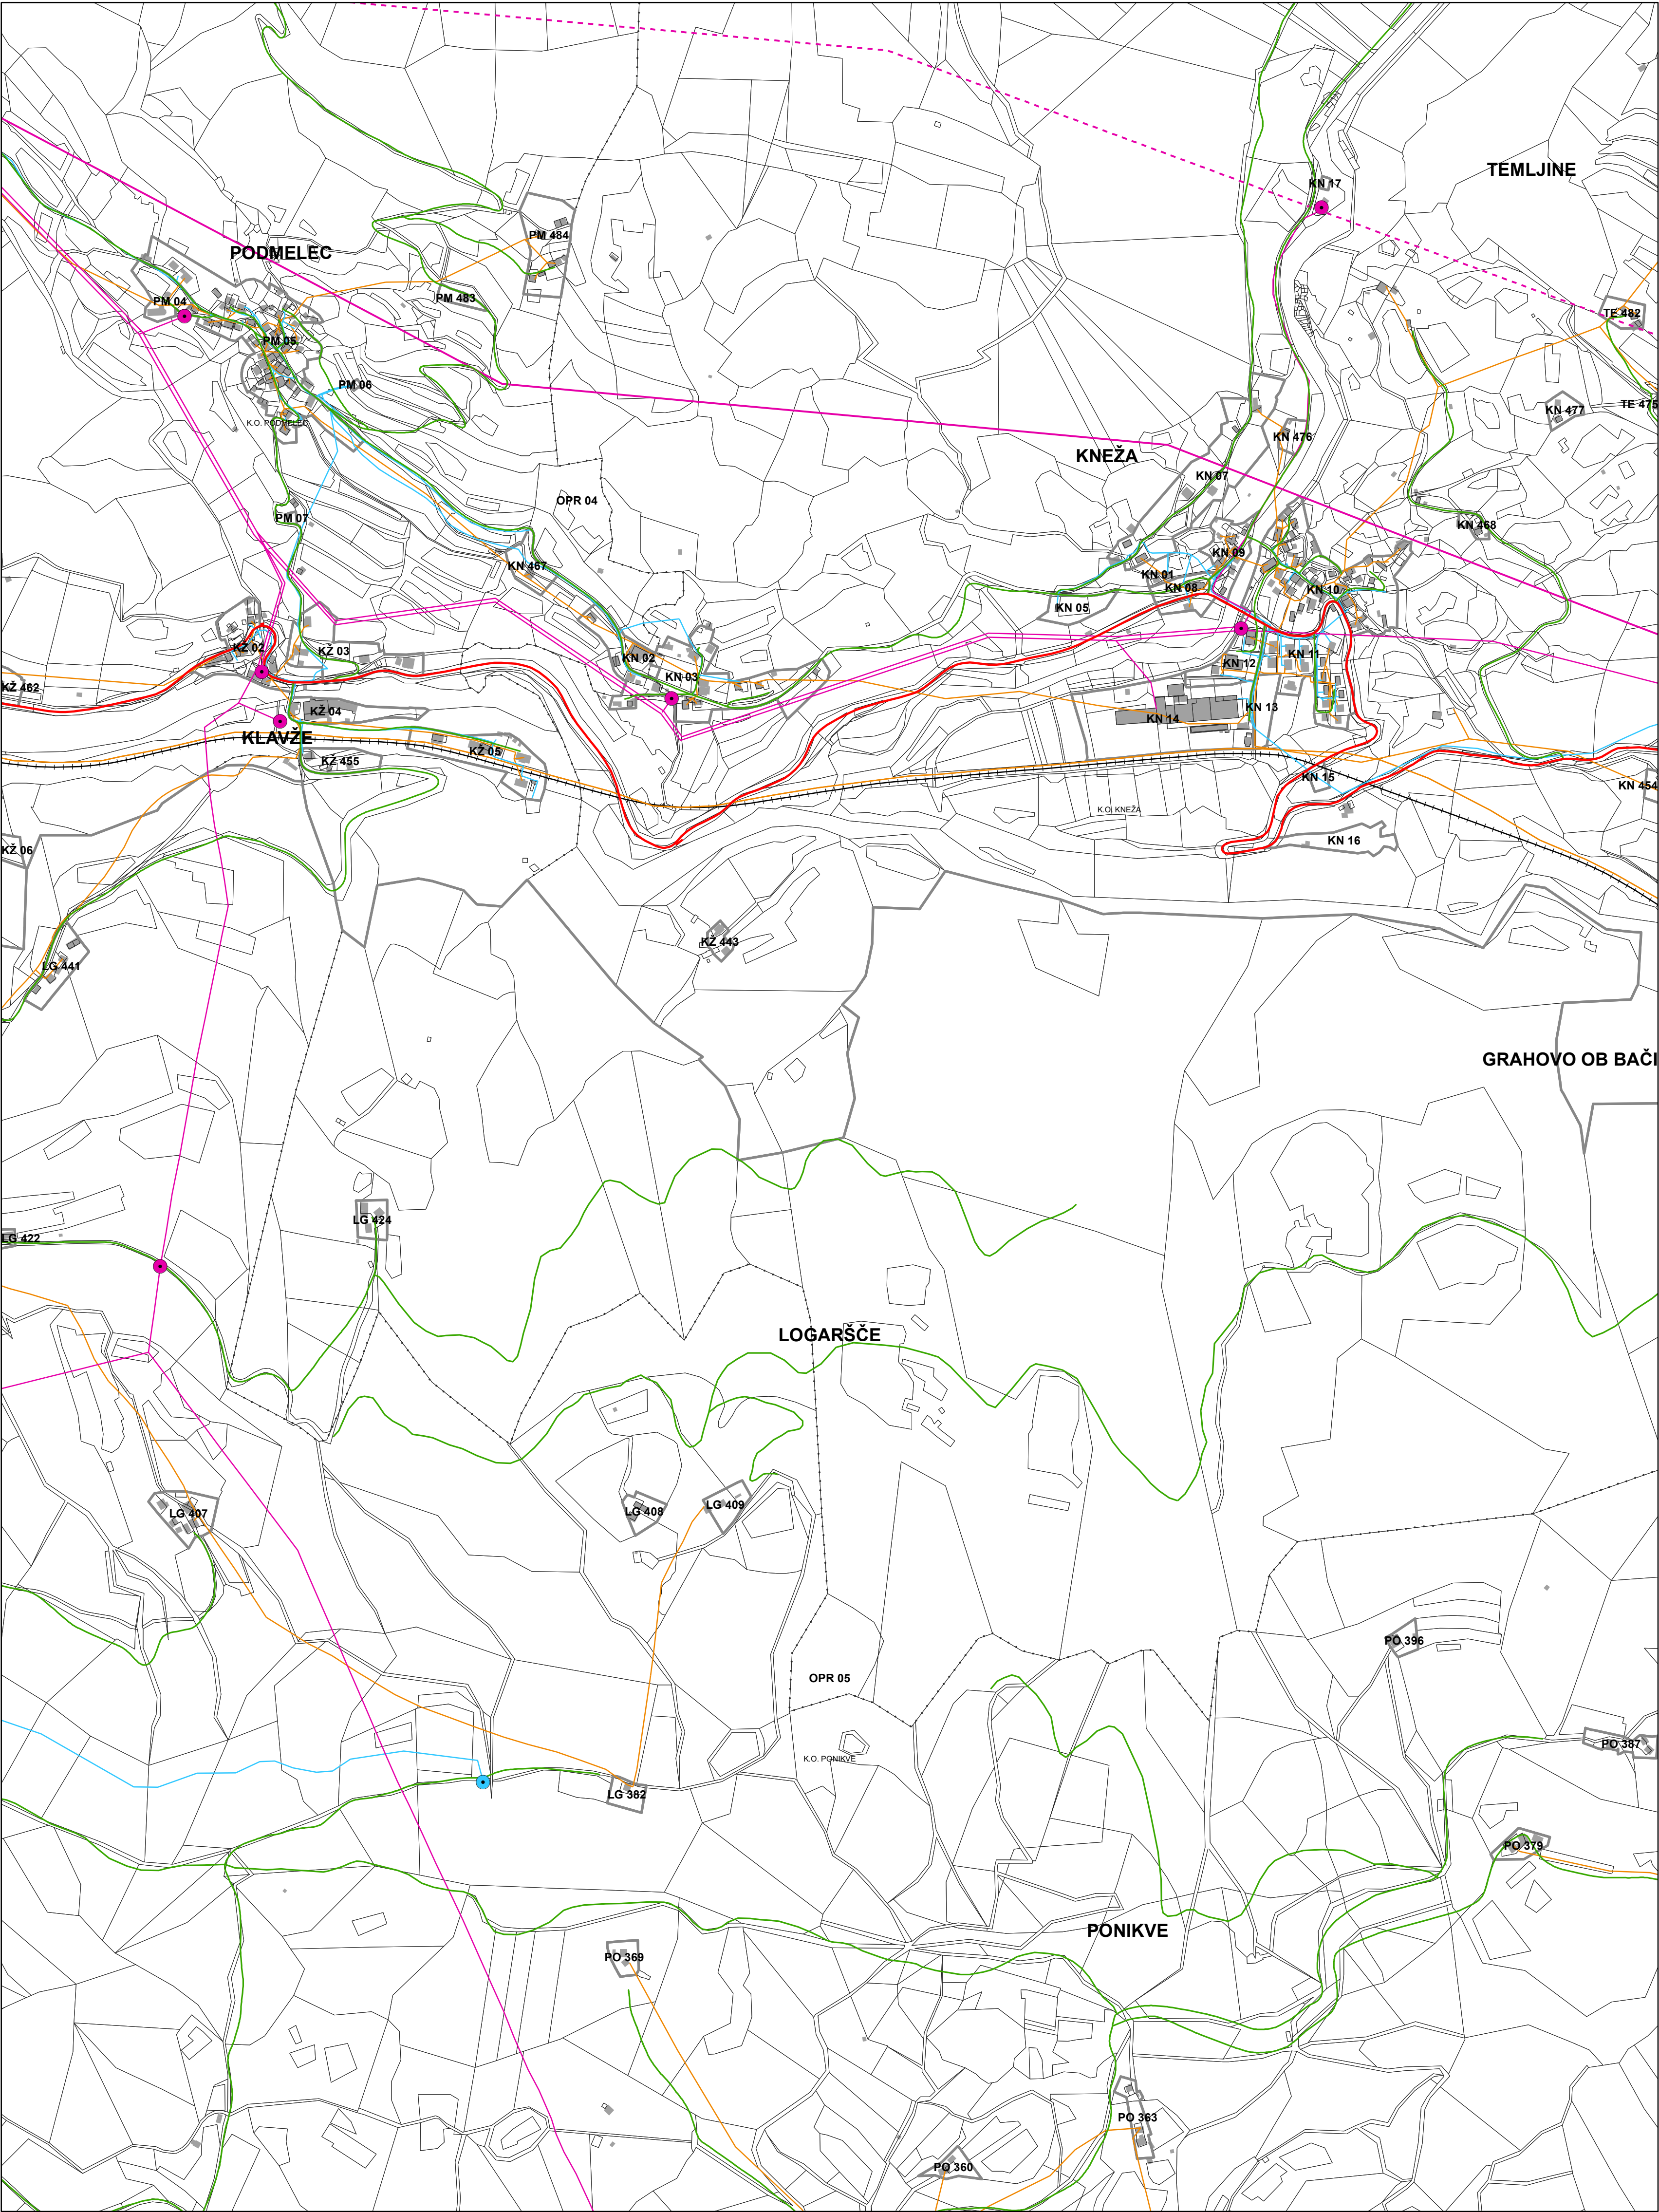 TEMLJINE
KN 17
PM 484
PODMELEC
PM 483
PM 04
TE 482
PM 05
PM 06
TE 475
KN 477
K.O. PODMELEC
KN 476
KNEŽA
KN 07
OPR 04
PM 07
KN 468
KN 09
KN 467
KN 01
KN 08
KN 10
KN 05
KŽ 02
KŽ 03
KN 02
KN 11
KN 12
KN 03
KŽ 462
KŽ 04
KN 13
KN 14
KLAVŽE
KŽ 05
KŽ 455
KN 15
KN 454
K.O. KNEŽA
KN 16
KŽ 06
KŽ 443
LG 441
GRAHOVO OB BAČI
LG 424
LG 422
LOGARŠČE
LG 409
LG 408
LG 407
PO 396
OPR 05
PO 387
K.O. PONIKVE
LG 382
PO 379
PONIKVE
PO 369
PO 363
PO 360